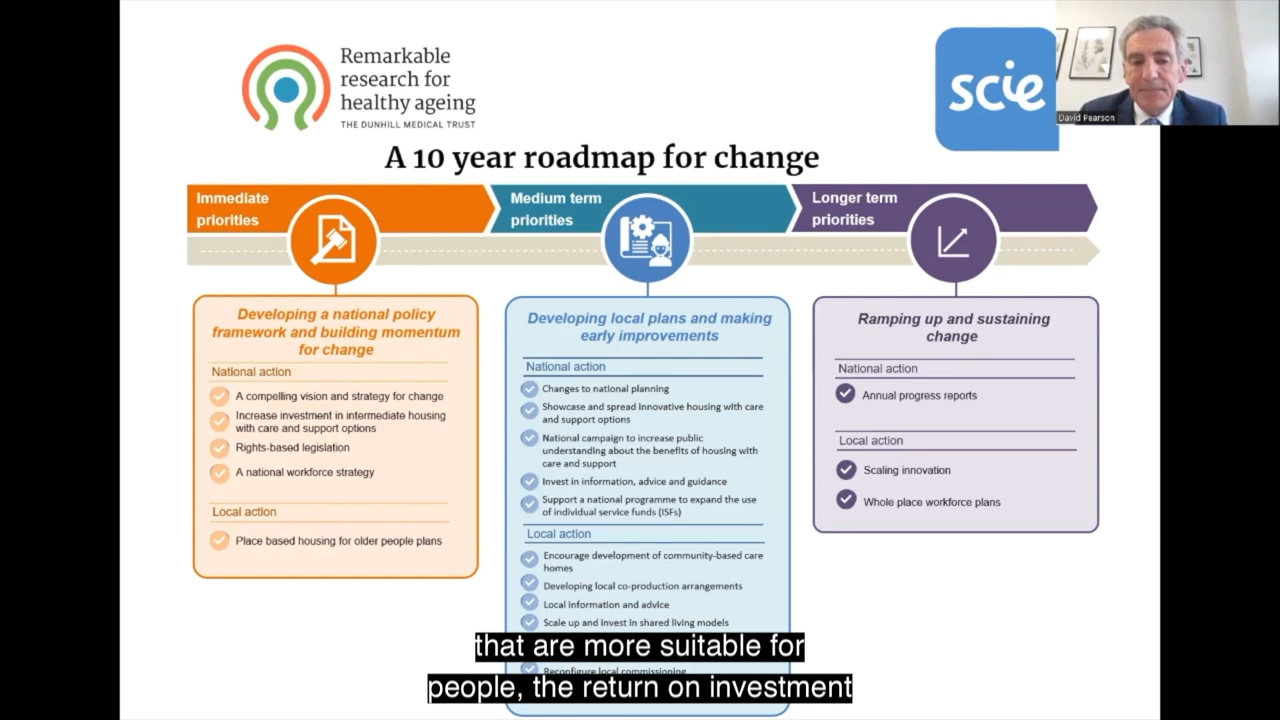 Remarkable
research for
healthy ageing
THE DUNHILL MEDICAL TRUST
scie
David Pearson
A 10 year roadmap for change
Immediate
priorities
Medium term
priorities
Longer term
priorities
Developing a national policy
framework and building momentum
for change
National action
A compelling vision and strategy for change
Increase investment in intermediate housing
with care and support options
Rights-based legislation
A national workforce strategy
Local action
Place based housing for older people plans
Developing local plans and making
early improvements
National action
Changes to national planning
Showcase and spread innovative housing with care
and support options
National campaign to increase public
understanding about the benefits of housing with
care and support
Invest in information, advice and guidance
Support a national programme to expand the use
of individual service funds (ISFs)
Local action
Encourage development of community-based care
homes
Developing local co-production arrangements
Local information and advice
Scale up and invest in shared living models
Reconfigure local commissioning
Ramping up and sustaining
change
National action
Annual progress reports
Local action
Scaling innovation
Whole place workforce plans
that are more suitable for
people, the return on investment